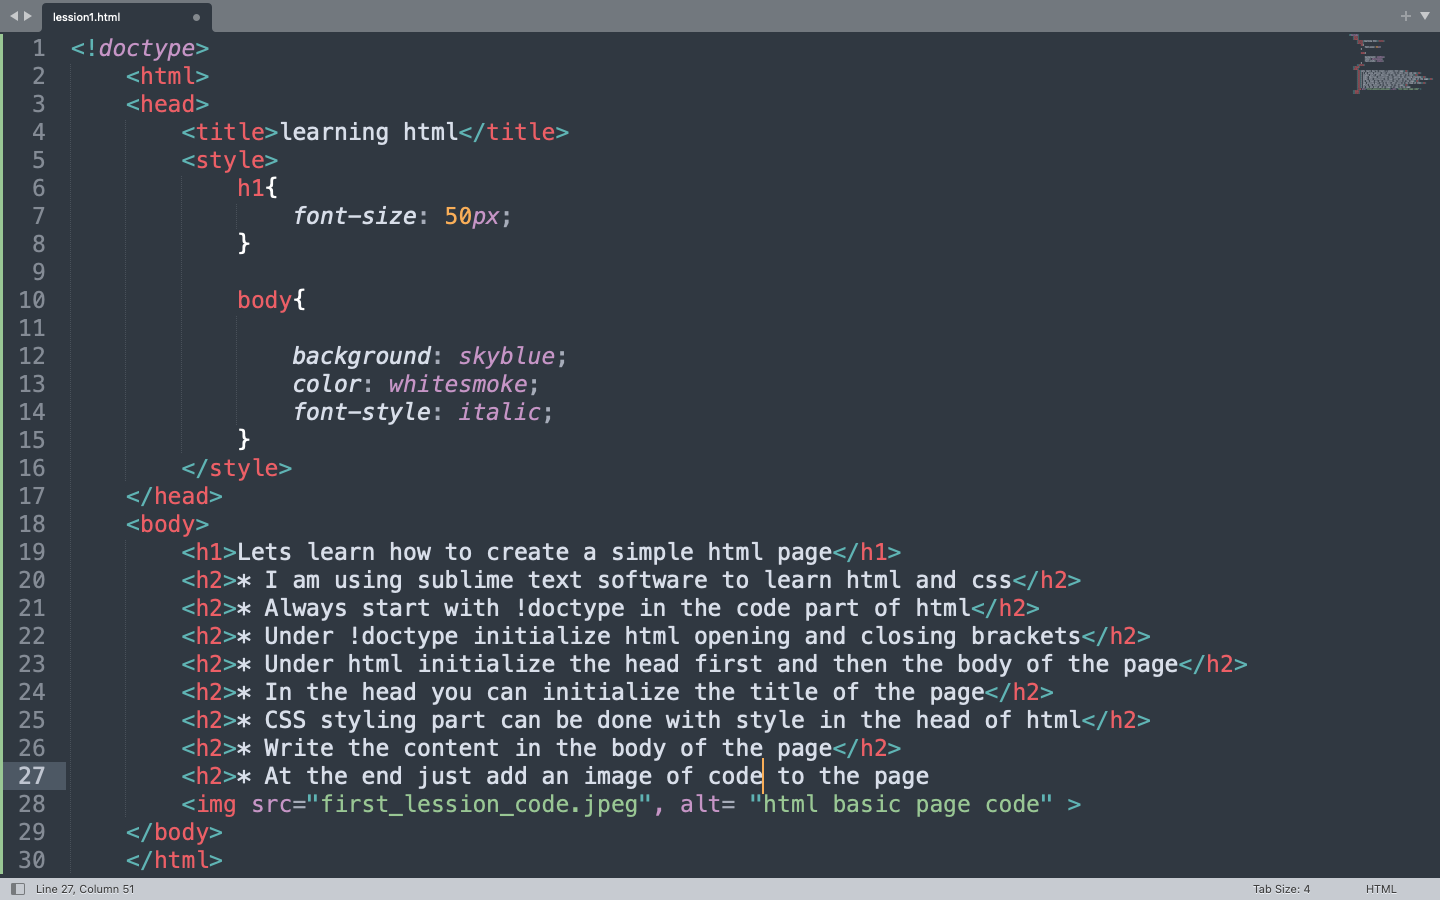 lession1.html
1 <!doctype>
2 <html>
3 <head>
4 <title>learning html</title>
5 <style>
6 h1{
7 font-size: 50px;
8 }
9
10 body{
11
12 background: skyblue;
13 color: whitesmoke;
14 font-style: italic;
15 }
16 </style>
17 </head>
18 <body>
19 <h1>Lets learn how to create a simple html page</h1>
20 <h2>* I am using sublime text software to learn html and css</h2>
21 <h2>* Always start with !doctype in the code part of html</h2>
22 <h2>* Under !doctype initialize html opening and closing brackets</h2>
23 <h2>* Under html initialize the head first and then the body of the page</h2>
24 <h2>* In the head you can initialize the title of the page</h2>
25 <h2>* CSS styling part can be done with style in the head of html</h2>
26 <h2>* Write the content in the body of the page</h2>
27 <h2>* At the end just add an image of code to the page
28 <img src="first_lession_code.jpeg", alt= "html basic page code" >
29 </body>
30 </html>
Line 27, Column 51 Tab Size: 4 HTML